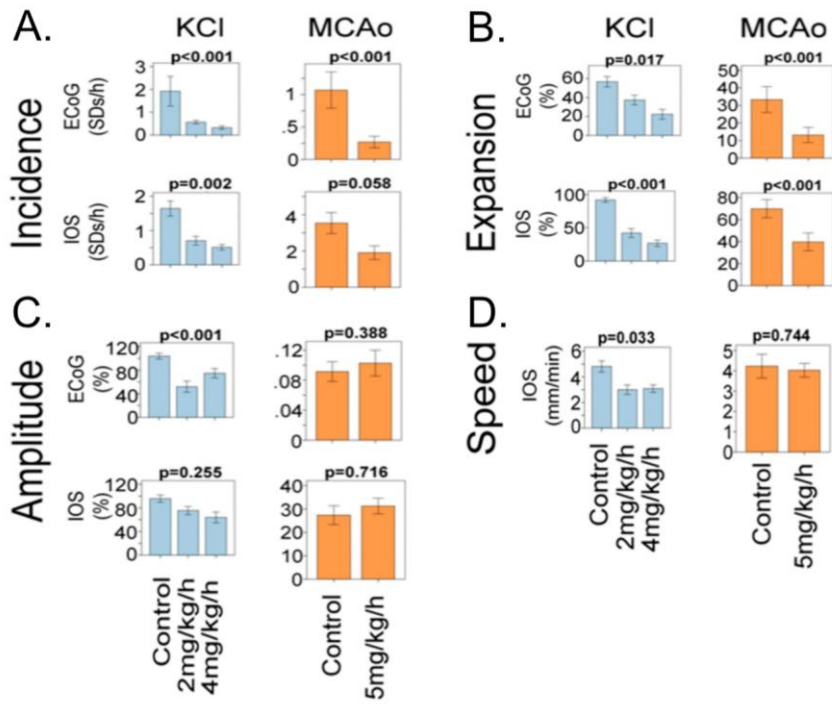 A.
KCl
MCAo
Incidence
ECoG
(SDs/h)
p<0.001
3
2
1
0
p<0.001
1
.5
0
IOS
(SDs/h)
p=0.002
2
1
0
p=0.058
4
2
0
B.
KCl
MCAo
Expansion
ECoG
(%)
p=0.017
60
40
20
0
p<0.001
50
40
30
20
10
0
IOS
(%)
p<0.001
100
50
0
p<0.001
80
60
40
20
0
C.
Amplitude
ECoG
(%)
p<0.001
120
80
40
0
p=0.388
.12
.08
.04
0
IOS
(%)
p=0.255
120
80
40
0
p=0.716
40
30
20
10
0
Control
2mg/kg/h
4mg/kg/h
Control
5mg/kg/h
D.
Speed
IOS
(mm/min)
p=0.033
6
4
2
0
p=0.744
5
4
3
2
1
0
Control
2mg/kg/h
4mg/kg/h
Control
5mg/kg/h